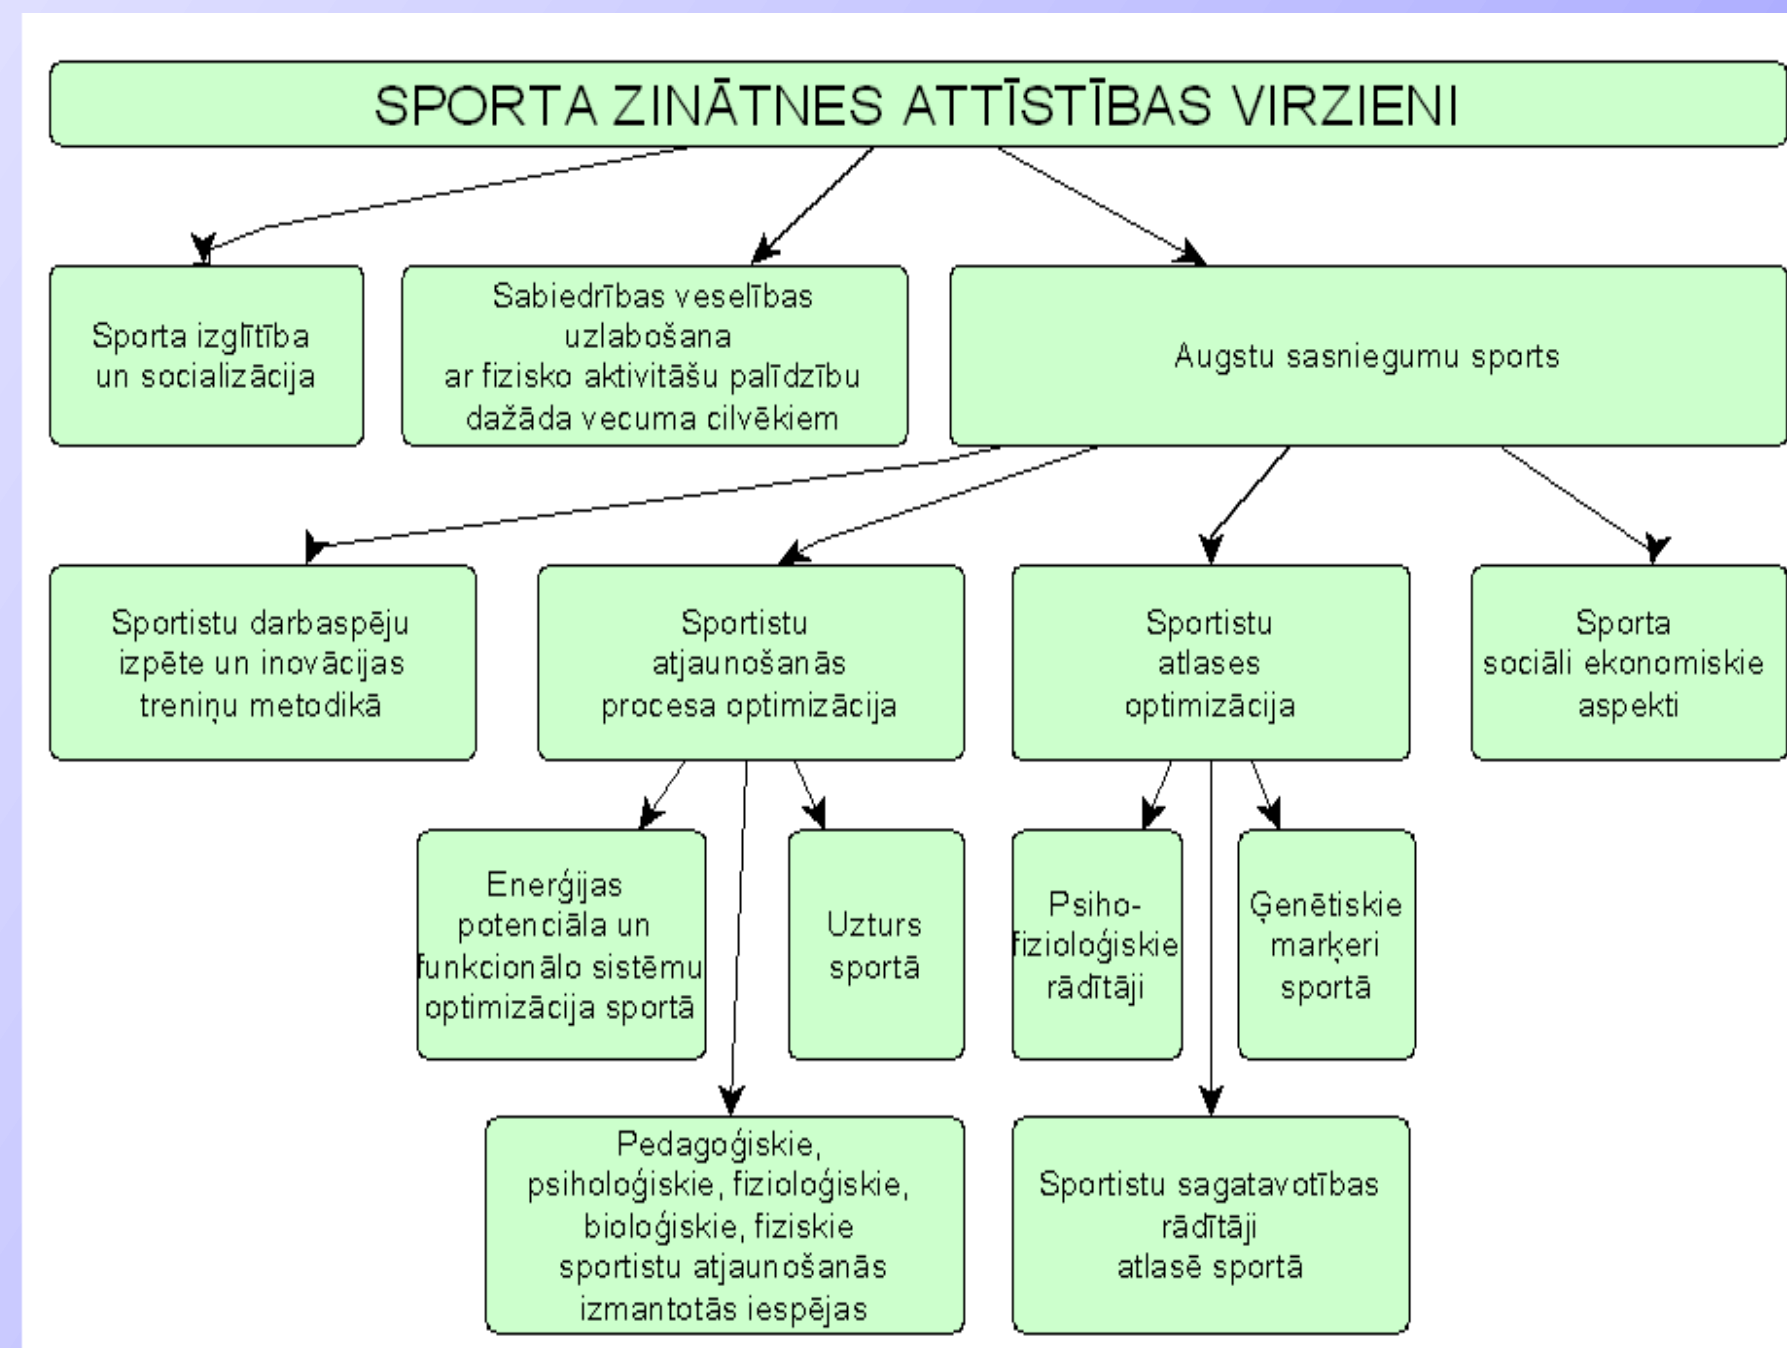 SPORTA ZINĀTNES ATTĪSTĪBAS VIRZIENI
Sporta izglītība
un socializācija
Sabiedrības veselības
uzlabošana
ar fizisko aktivitāšu palīdzību
dažāda vecuma cilvēkiem
Augstu sasniegumu sports
Sportistu darbaspēju
izpēte un inovācijas
treniņu metodikā
Sportistu
atjaunošanās
procesa optimizācija
Sportistu
atlases
optimizācija
Sporta
sociāli ekonomiskie
aspekti
Enerģijas
potenciāla un
funkcionālo sistēmu
optimizācija sportā
Uzturs
sportā
Psiho-
fizioloģiskie
rādītāji
Ģenētiskie
marķeri
sportā
Pedagoģiskie,
psiholoģiskie, fizioloģiskie,
bioloģiskie, fiziskie
sportistu atjaunošanās
izmantotās iespējas
Sportistu sagatavotības
rādītāji
atlasē sportā